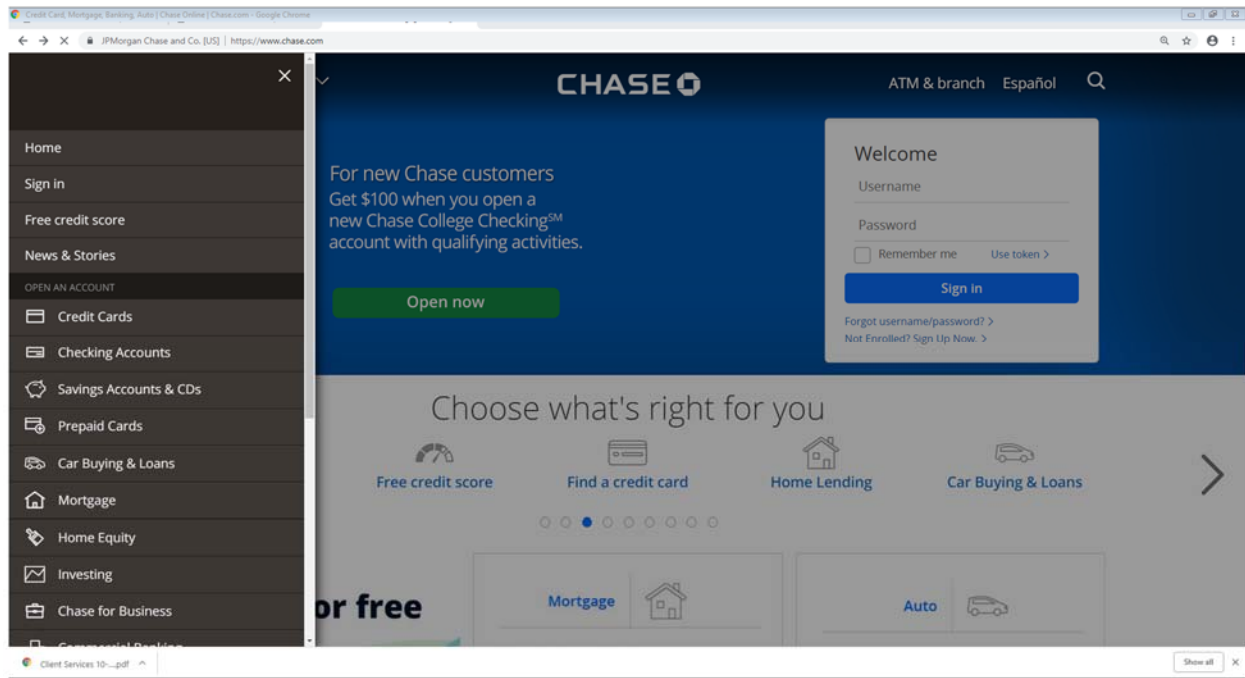 Credit Card, Mortgage, Banking, Auto | Chase Online | Chase.com - Google Chrome
JPMorgan Chase and Co. [US] | https://www.chase.com
CHASE
ATM & branch Español
Home
Sign in
Free credit score
News & Stories
OPEN AN ACCOUNT
Credit Cards
Checking Accounts
Savings Accounts & CDs
Prepaid Cards
Car Buying & Loans
Mortgage
Home Equity
Investing
Chase for Business
Commercial Banking
For new Chase customers
Get $100 when you open a
new Chase College Checking℠
account with qualifying activities.
Open now
Welcome
Username
Password
Remember me Use token >
Sign in
Forgot username/password? >
Not Enrolled? Sign Up Now. >
Choose what's right for you
Free credit score Find a credit card Home Lending Car Buying & Loans
or free
Mortgage
Auto
Client Services 10-....pdf
Show all